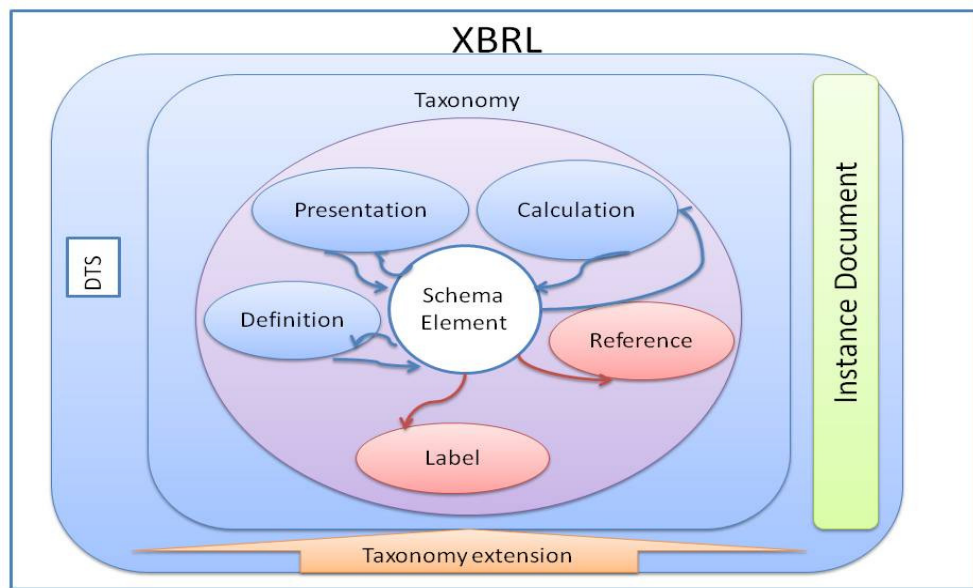 XBRL
Taxonomy
Presentation
Calculation
DTS
Schema
Element
Definition
Reference
Instance Document
Label
Taxonomy extension